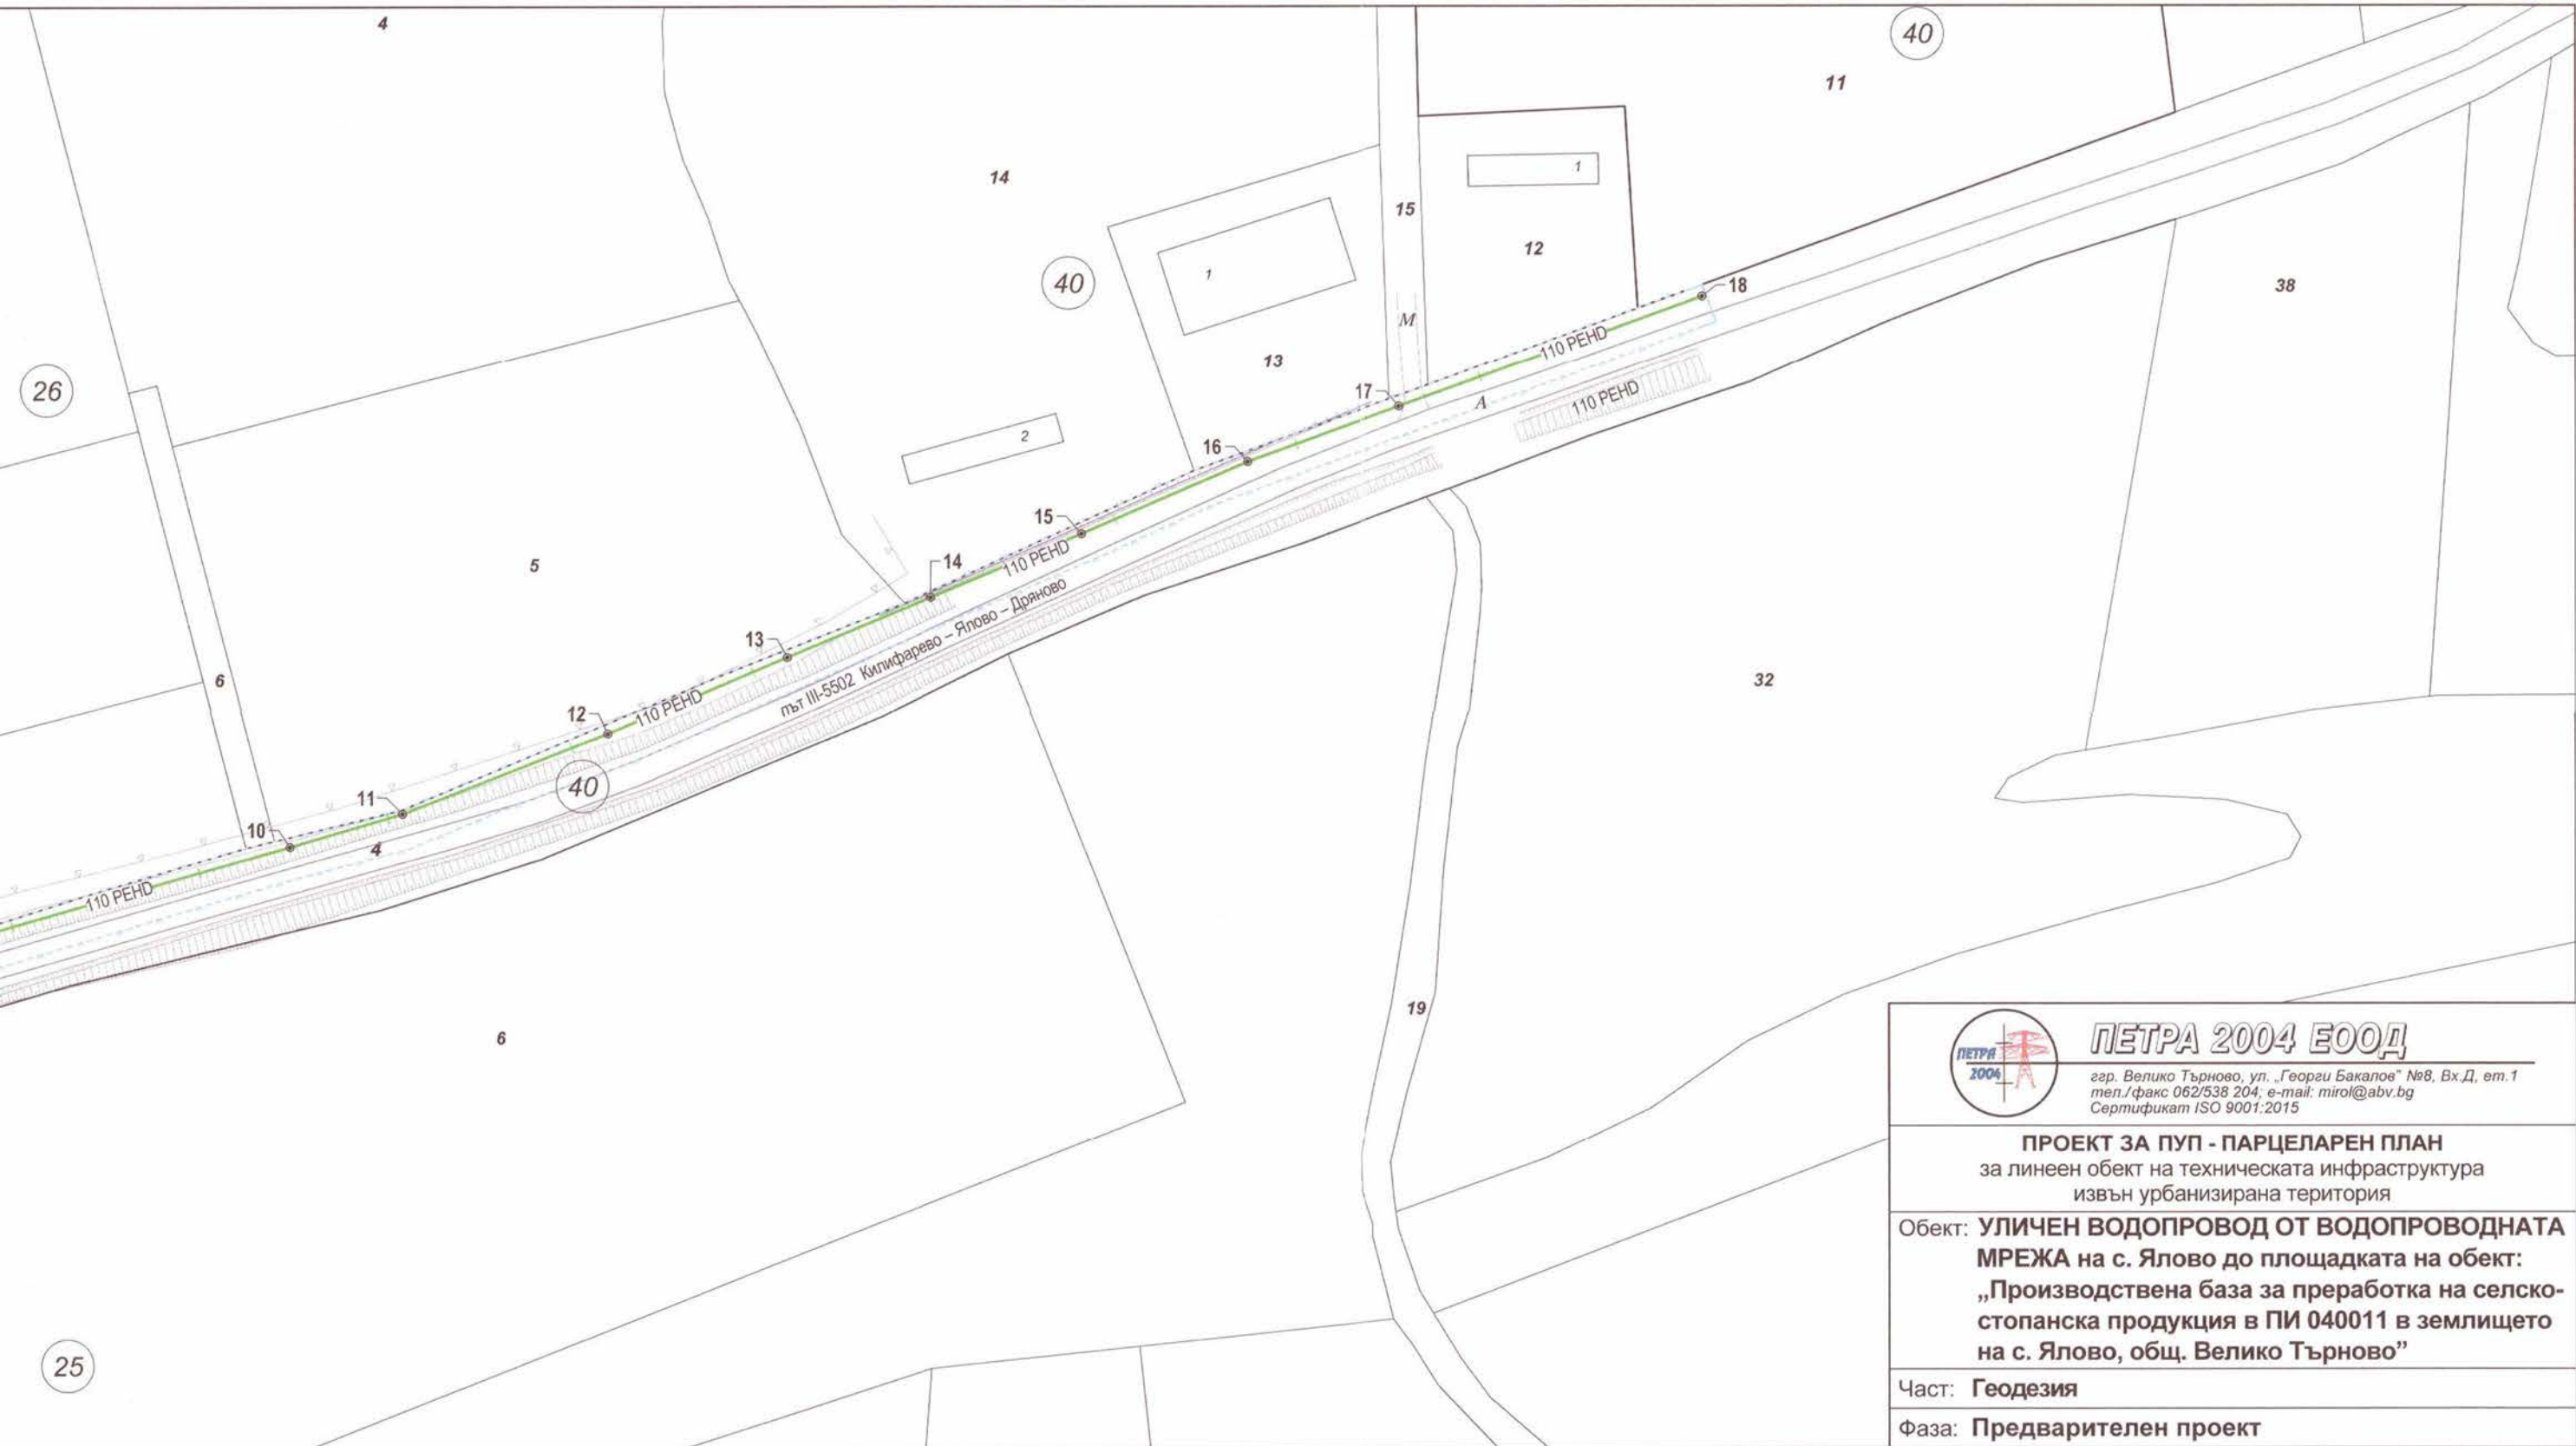 4
40
11
14
1
15
12
40
1
13
18
38
M
110 PEHD
26
17
A
110 PEHD
2
16
15
14
110 PEHD
5
път III-5502 Килифарево – Ялово – Дряново
13
6
32
12
110 PEHD
40
11
10
4
110 PEHD
19
6
25
ПЕТРА
2004
ПЕТРА 2004 ЕООД
ггр. Велико Търново, ул. „Георги Бакалов” №8, Вх.Д, ет.1
тел./факс 062/538 204; e-mail: mirol@abv.bg
Сертификат ISO 9001:2015
ПРОЕКТ ЗА ПУП - ПАРЦЕЛАРЕН ПЛАН
за линеен обект на техническата инфраструктура
извън урбанизирана територия
Обект: УЛИЧЕН ВОДОПРОВОД ОТ ВОДОПРОВОДНАТА
МРЕЖА на с. Ялово до площадката на обект:
„Производствена база за преработка на селско-
стопанска продукция в ПИ 040011 в землището
на с. Ялово, общ. Велико Търново”
Част: Геодезия
Фаза: Предварителен проект